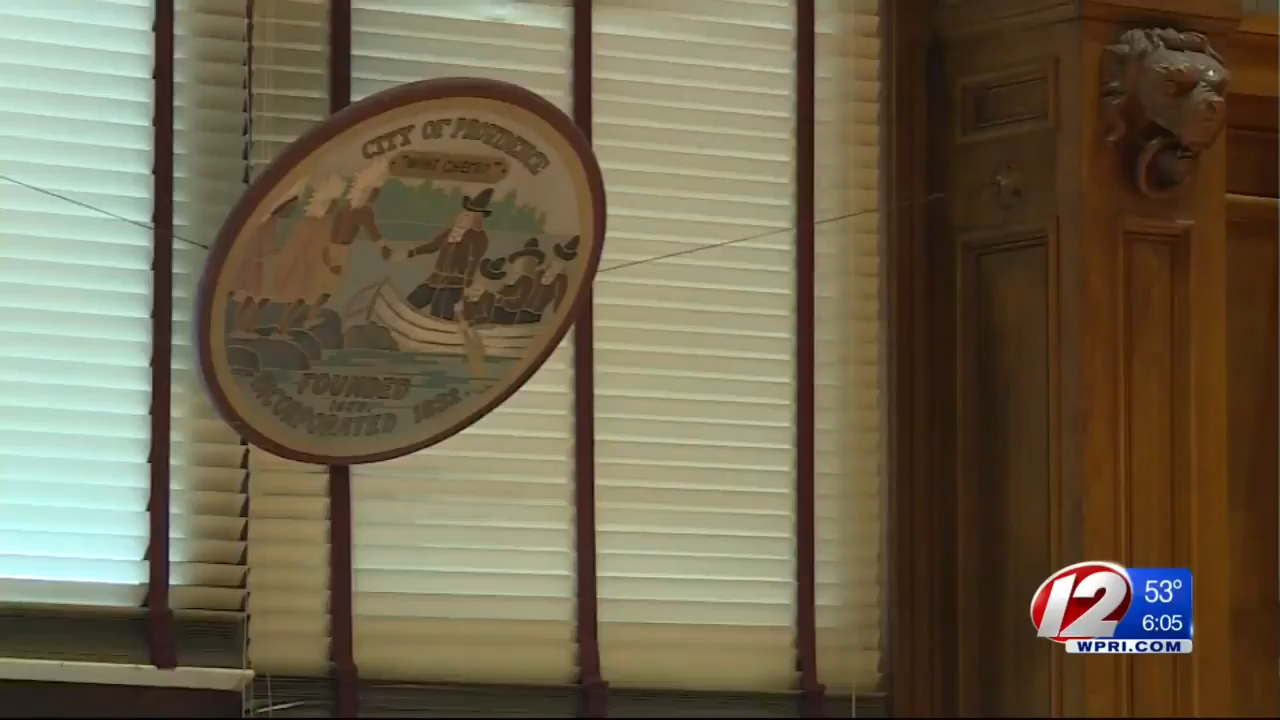 CITY OF PROVIDENCE
"WHAT CHEER"
FOUNDED
INCORPORATED 1832
12
53°
6:05
WPRI.COM